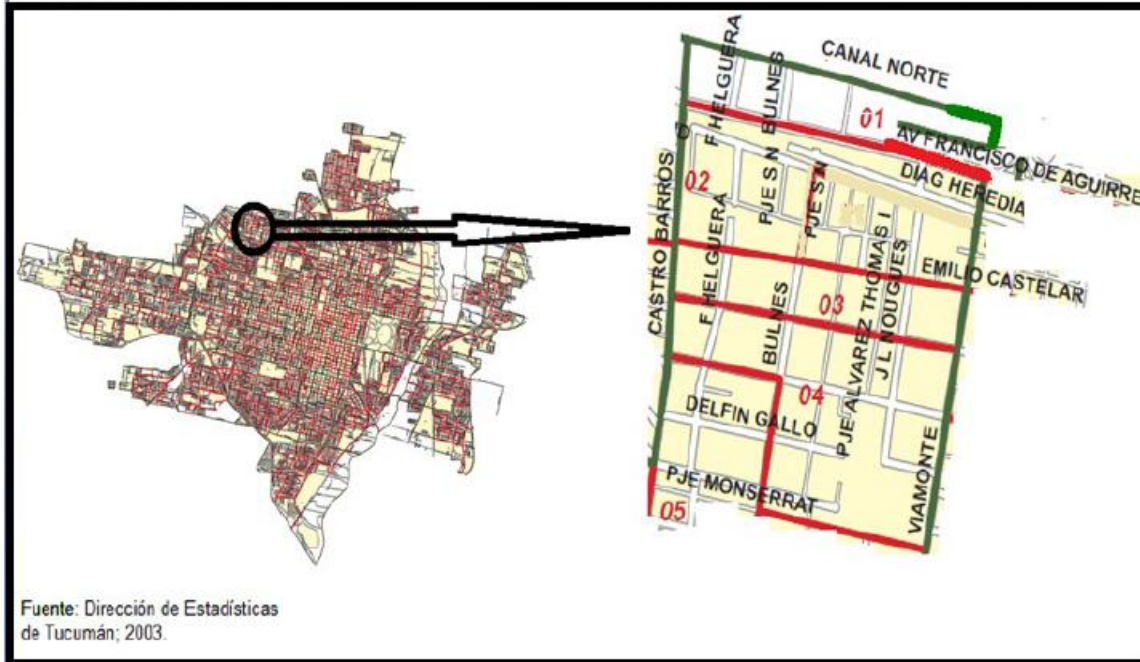 CANAL NORTE
F HELGUERA
BULNES
01
AV FRANCISCO DE AGUIRRE
DIAG HEREDIA
02
PJE S N
PJE S N
CASTRO BARROS
F HELGUERA
EMILIO CASTELAR
03
BULNES
PJE ALVAREZ THOMAS I
J L NOUGUES
04
DELFIN GALLO
PJE MONSERRAT
VIAMONTE
05
Fuente: Dirección de Estadísticas
de Tucumán; 2003.